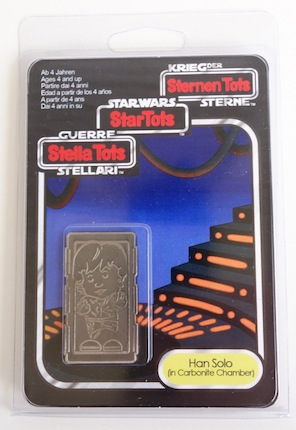 Ab 4 Jahren
Ages 4 and up
Partire dai 4 anni
Edad a partir de los 4 años
A partir de 4 ans
Dai 4 anni in su
KRIEG DER
Sternen Tots
STERNE
STAR WARS
StarTots
GUERRE
Stella Tots
STELLARI
Han Solo
(in Carbonite Chamber)